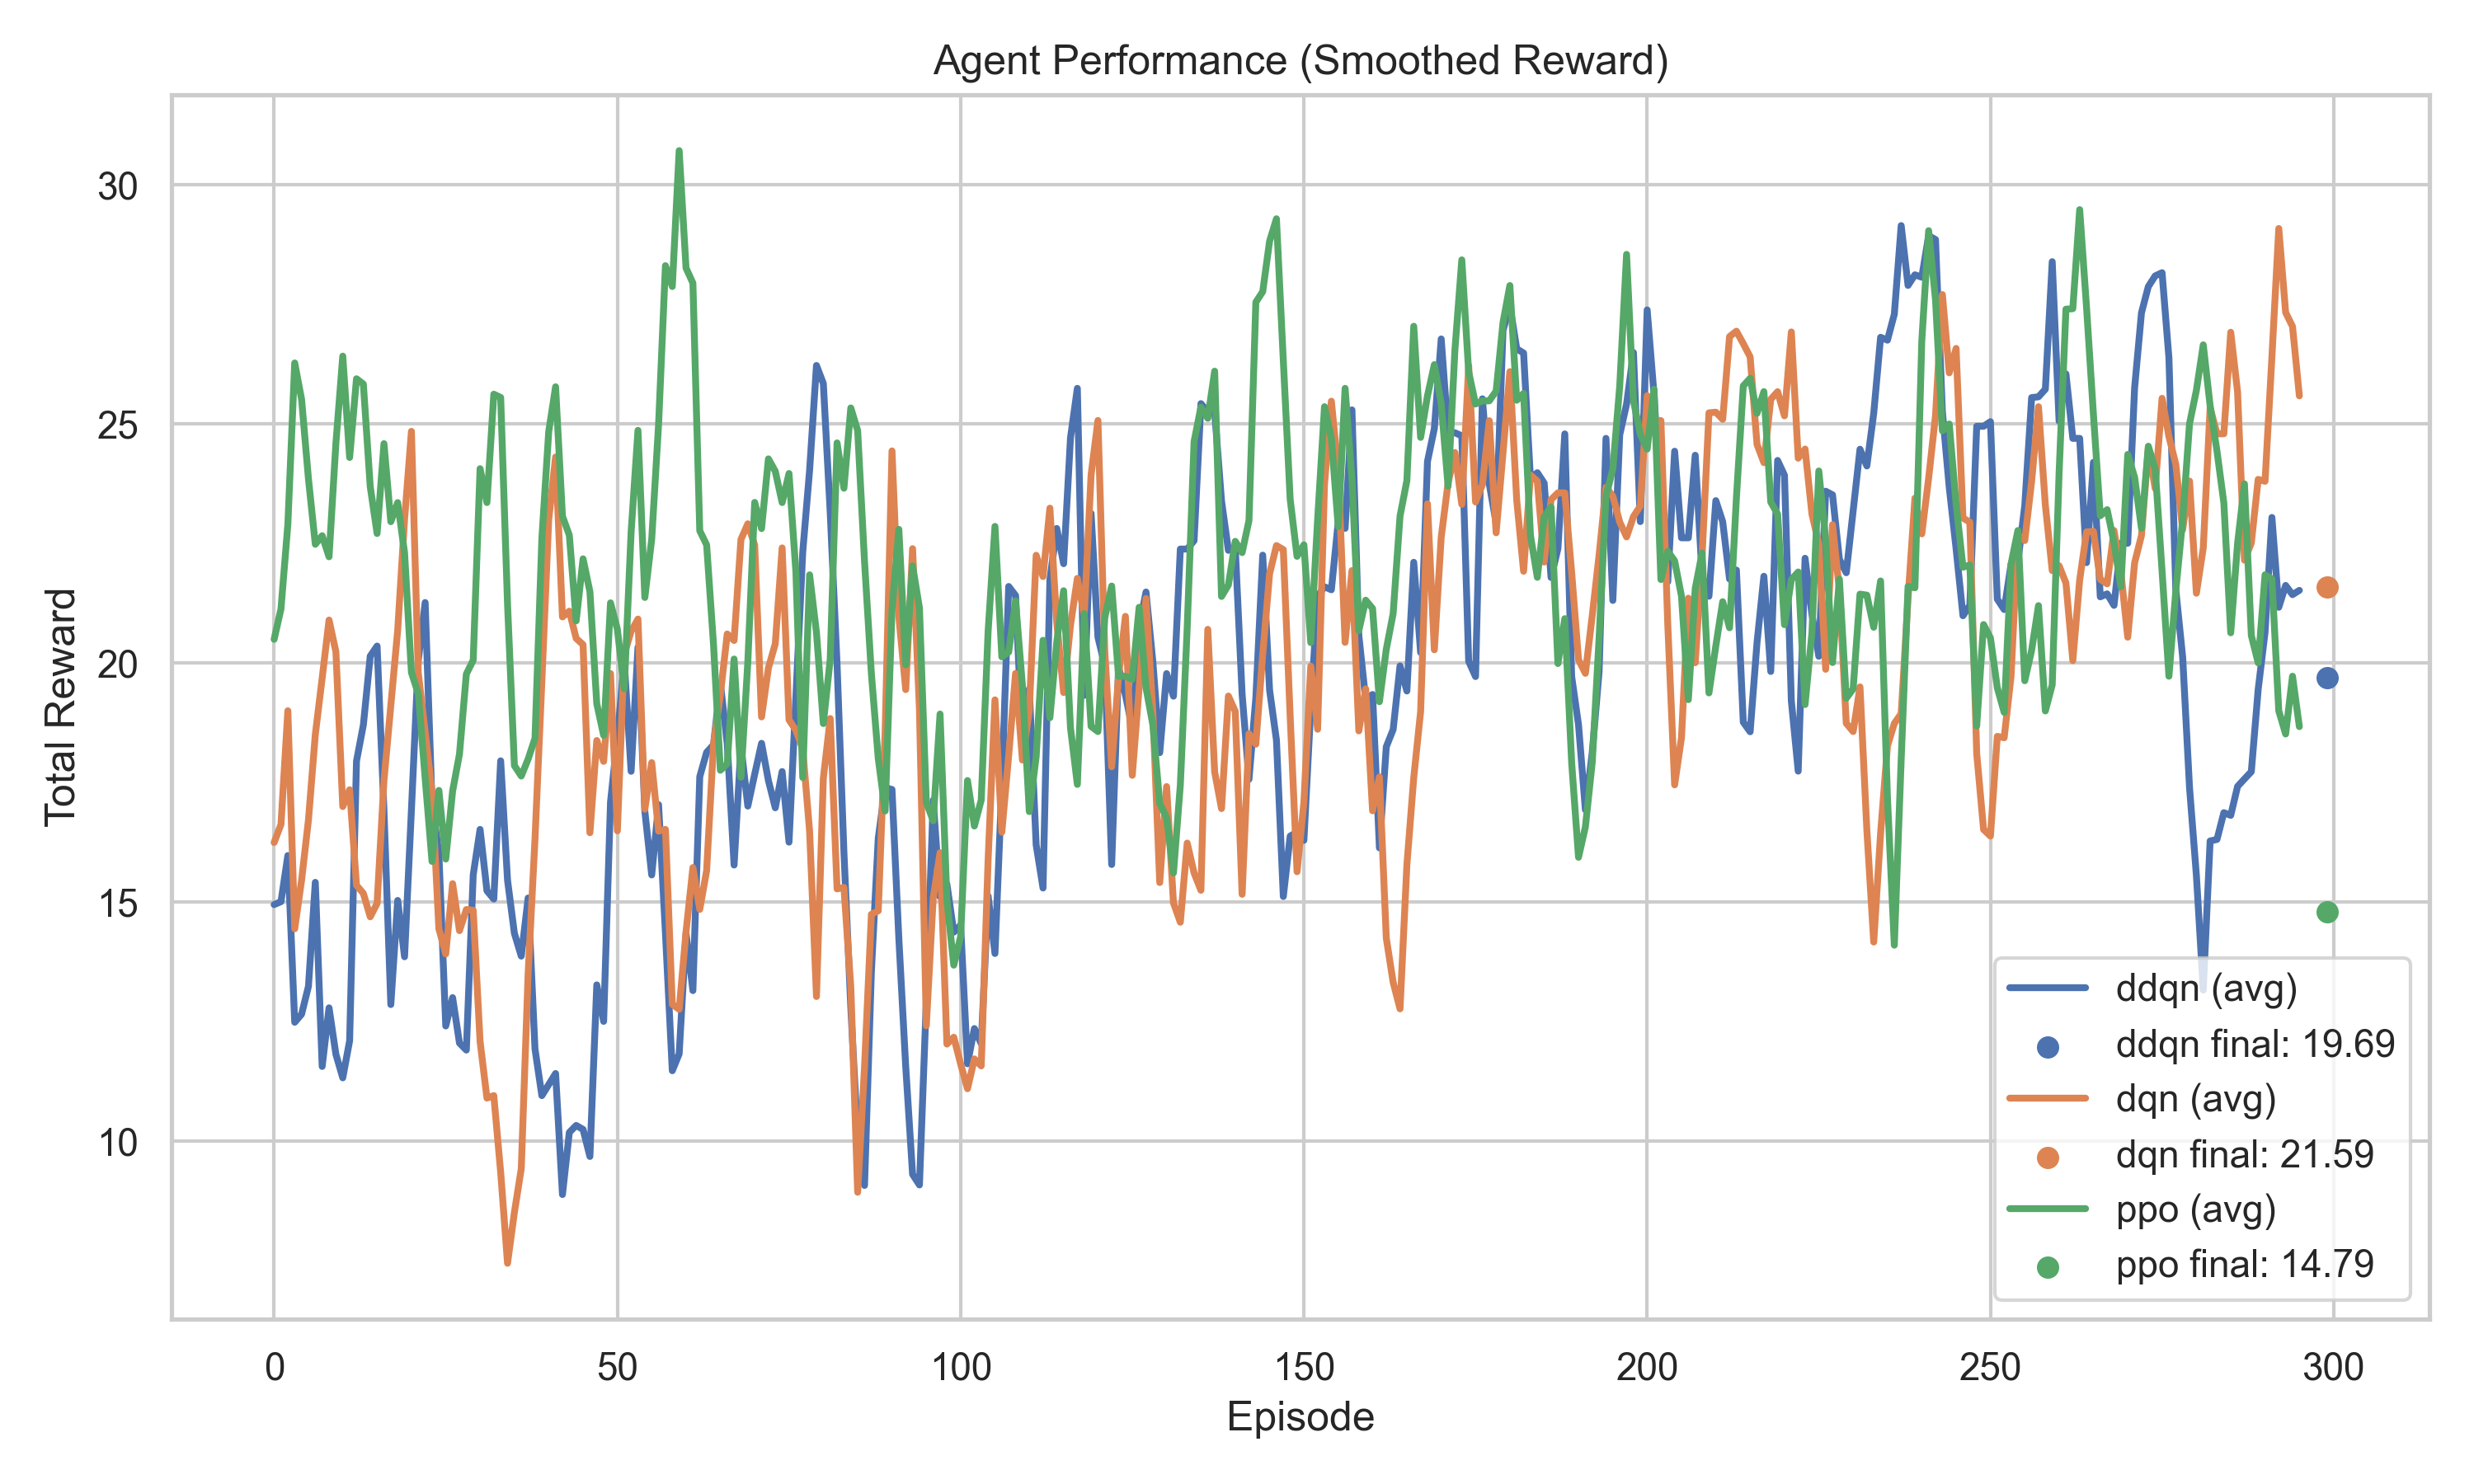 Agent Performance (Smoothed Reward)
Total Reward
30
25
20
15
10
0 50 100 150 200 250 300
Episode
ddqn (avg)
ddqn final: 19.69
dqn (avg)
dqn final: 21.59
ppo (avg)
ppo final: 14.79